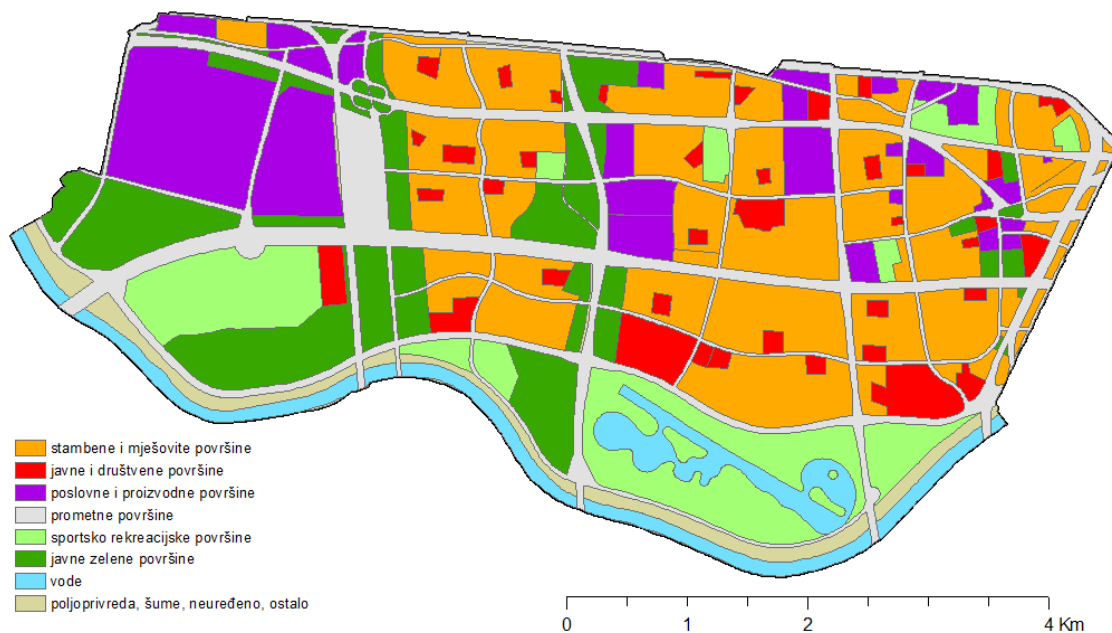 stambene i mješovite površine
javne i društvene površine
poslovne i proizvodne površine
prometne površine
sportsko rekreacijske površine
javne zelene površine
vode
poljoprivreda, šume, neuređeno, ostalo
0 1 2 4 Km